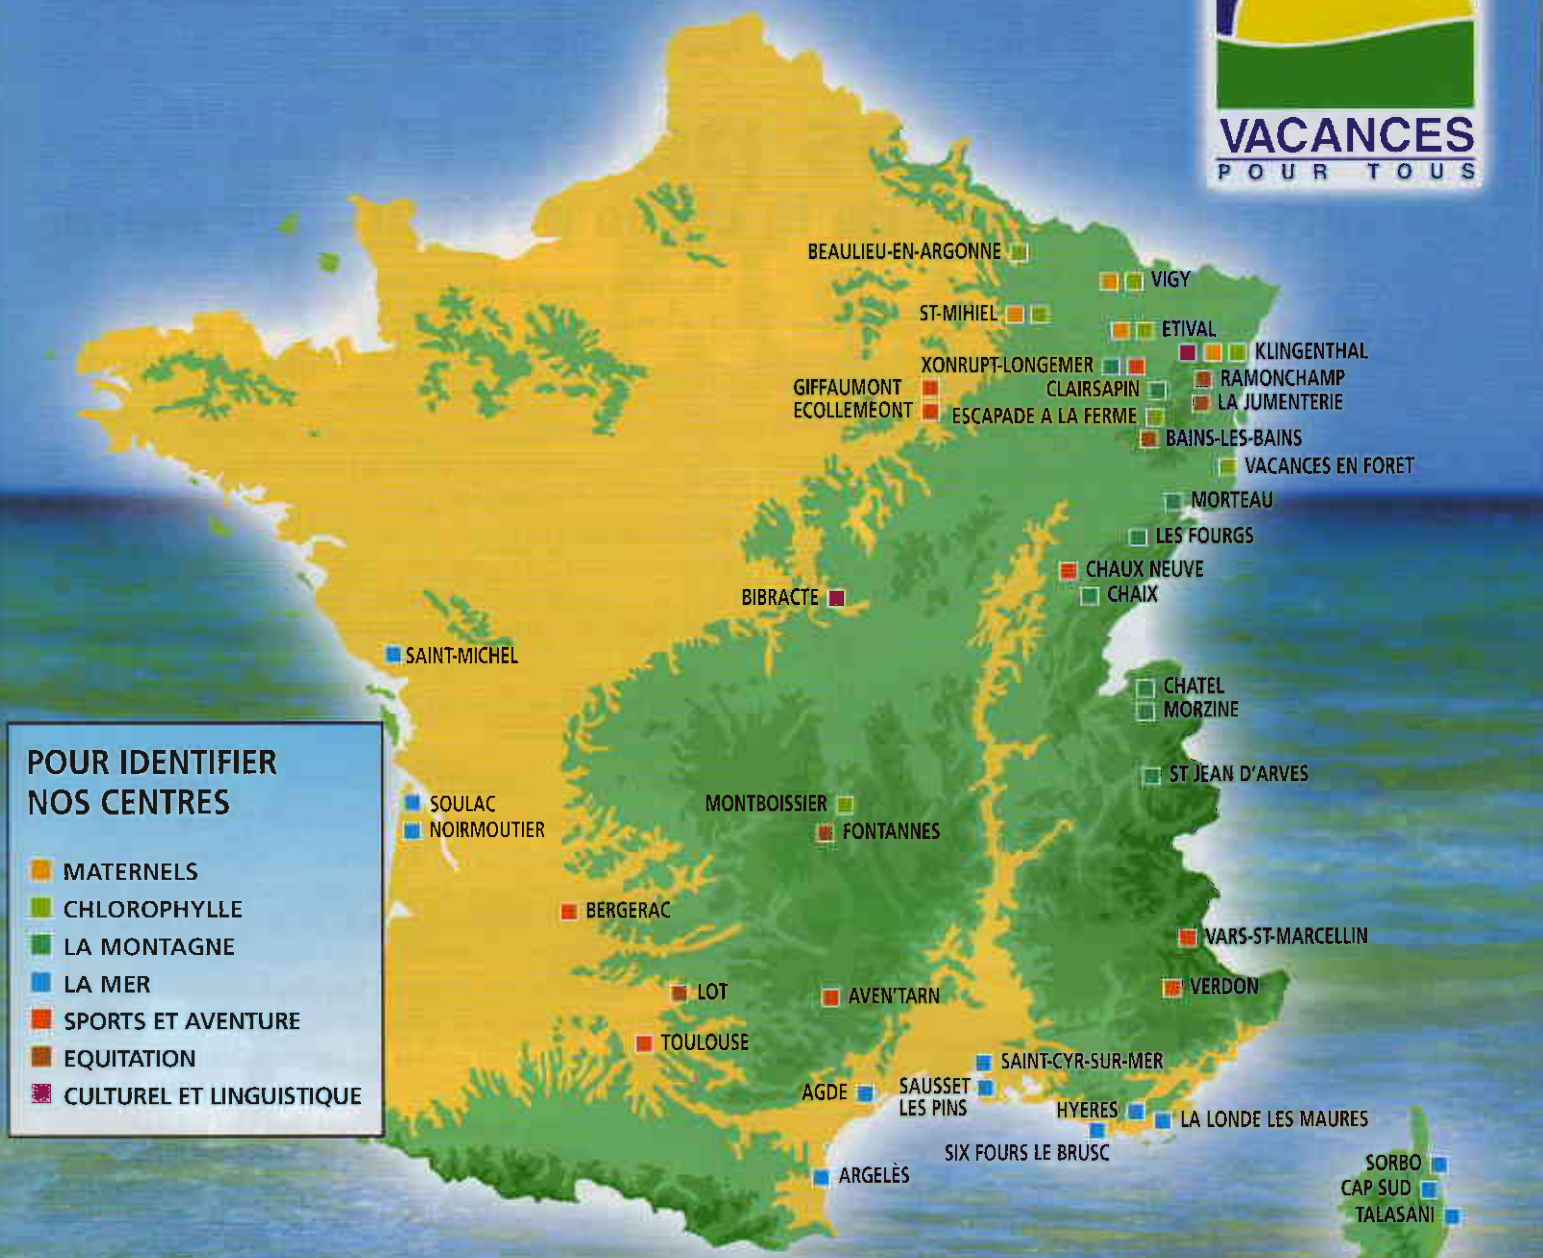 VACANCES
POUR TOUS
BEAULIEU-EN-ARGONNE
VIGY
ST-MIHIEL
ETIVAL
KLINGENTHAL
XONRUPT-LONGEMER
RAMONCHAMP
GIFFAUMONT
CLAIRSAPIN
LA JUMENTERIE
ECOLLEMEONT
ESCAPADE A LA FERME
BAINS-LES-BAINS
VACANCES EN FORET
MORTEAU
LES FOURGS
CHAUX NEUVE
CHAIX
BIBRACTE
SAINT-MICHEL
CHATEL
MORZINE
ST JEAN D'ARVES
SOULAC
NOIRMOUTIER
MONTBOISSIER
FONTANNES
BERGERAC
VARS-ST-MARCELLIN
VERDON
LOT
AVEN'TARN
TOULOUSE
SAINT-CYR-SUR-MER
AGDE
SAUSSET
LES PINS
HYERES
LA LONDE LES MAURES
SIX FOURS LE BRUSC
ARGELÈS
SORBO
CAP SUD
TALASANI
POUR IDENTIFIER
NOS CENTRES
MATERNELS
CHLOROPHYLLE
LA MONTAGNE
LA MER
SPORTS ET AVENTURE
EQUITATION
CULTUREL ET LINGUISTIQUE